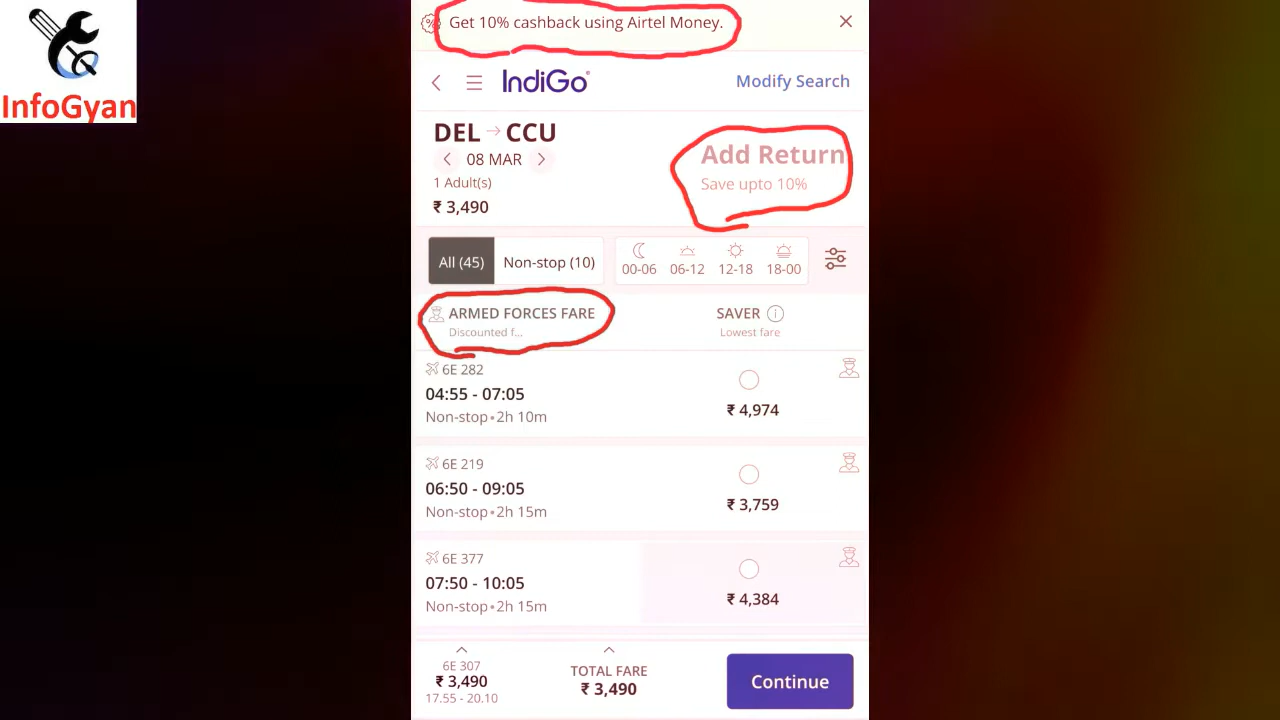 InfoGyan
Get 10% cashback using Airtel Money.
IndiGo
Modify Search
DEL → CCU
08 MAR
1 Adult(s)
₹ 3,490
Add Return
Save upto 10%
All (45)
Non-stop (10)
00-06
06-12
12-18
18-00
ARMED FORCES FARE
Discounted f...
SAVER
Lowest fare
6E 282
04:55 - 07:05
Non-stop • 2h 10m
₹ 4,974
6E 219
06:50 - 09:05
Non-stop • 2h 15m
₹ 3,759
6E 377
07:50 - 10:05
Non-stop • 2h 15m
₹ 4,384
6E 307
₹ 3,490
17.55 - 20.10
TOTAL FARE
₹ 3,490
Continue